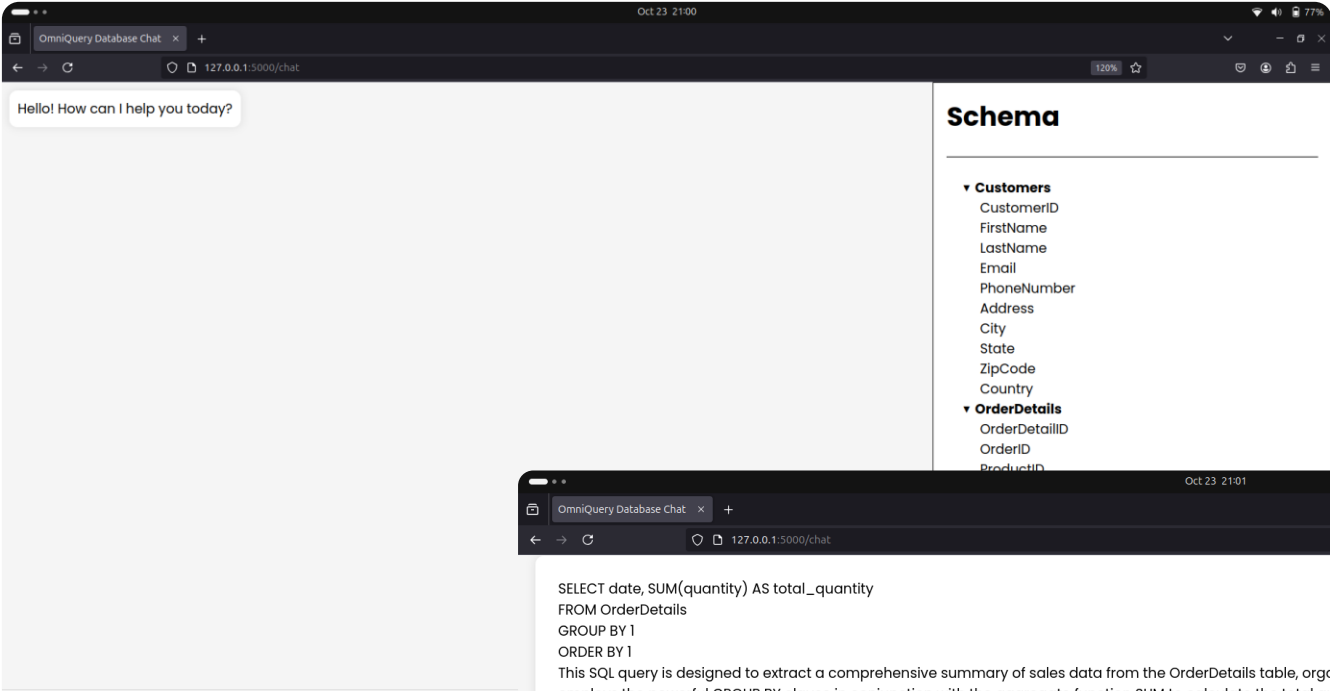 Oct 23 21:00
77%
OmniQuery Database Chat
127.0.0.1:5000/chat
120%
Hello! How can I help you today?
Schema
Customers
CustomerID
FirstName
LastName
Email
PhoneNumber
Address
City
State
ZipCode
Country
OrderDetails
OrderDetailID
OrderID
ProductID
Oct 23 21:01
OmniQuery Database Chat
127.0.0.1:5000/chat
SELECT date, SUM(quantity) AS total_quantity
FROM OrderDetails
GROUP BY 1
ORDER BY 1
This SQL query is designed to extract a comprehensive summary of sales data from the OrderDetails table,